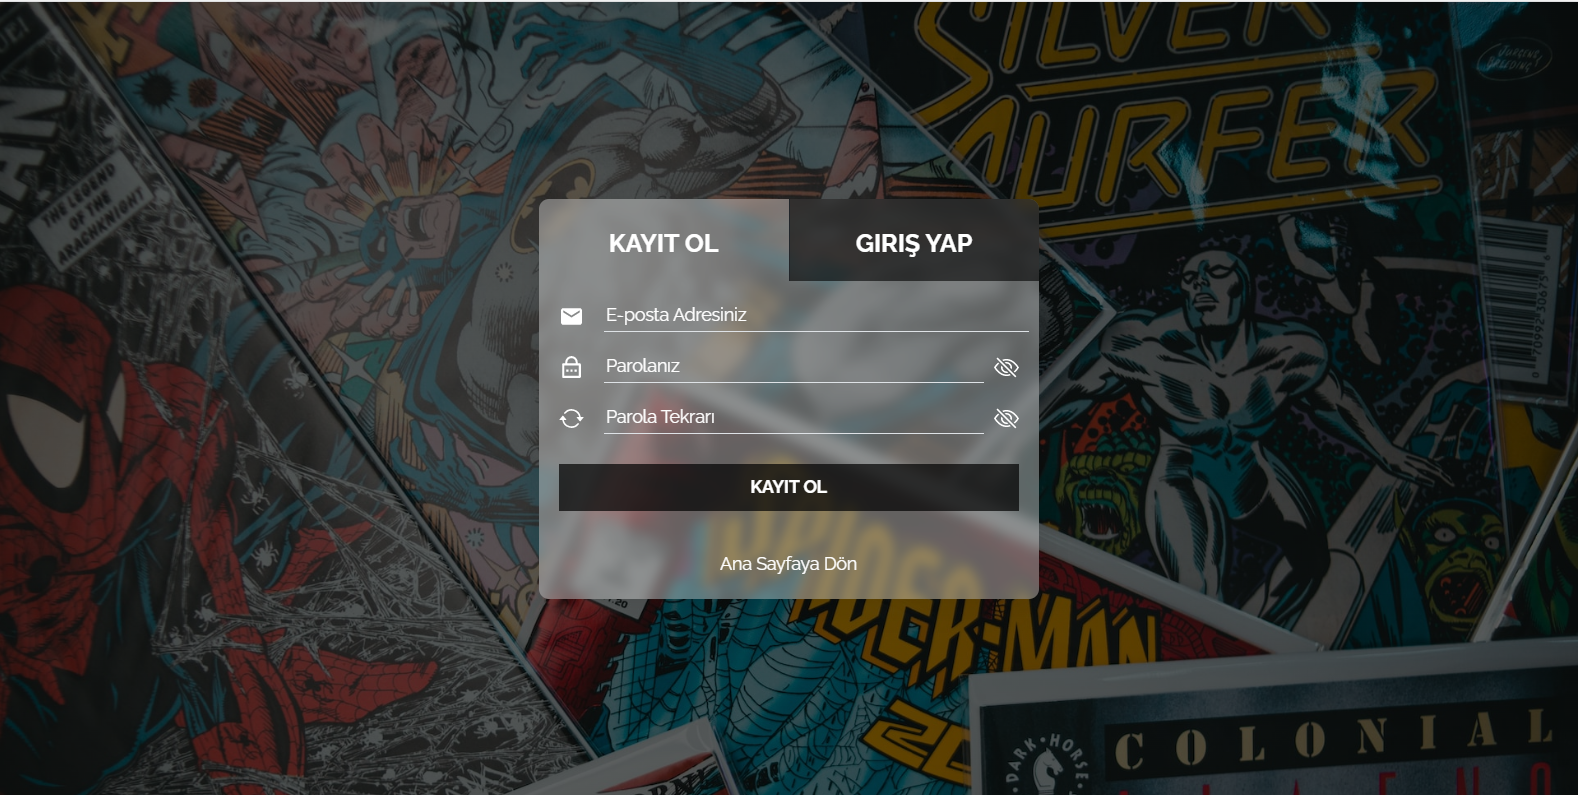 SILVER
SURFER
THE LEGEND
OF THE
ARACHKNIGHT
KAYIT OL
GIRIŞ YAP
E-posta Adresiniz
Parolanız
Parola Tekrarı
KAYIT OL
Ana Sayfaya Dön
SPIDER-MAN
DARK HORSE
COLONIAL